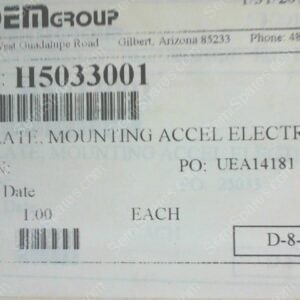 OEMGROUP
West Guadalupe Road Gilbert, Arizona 85233 Phone: 48
: H5033001
LATE, MOUNTING ACCEL ELECTR
N:
PO: UEA14181
Date
1.00 EACH
D-8-